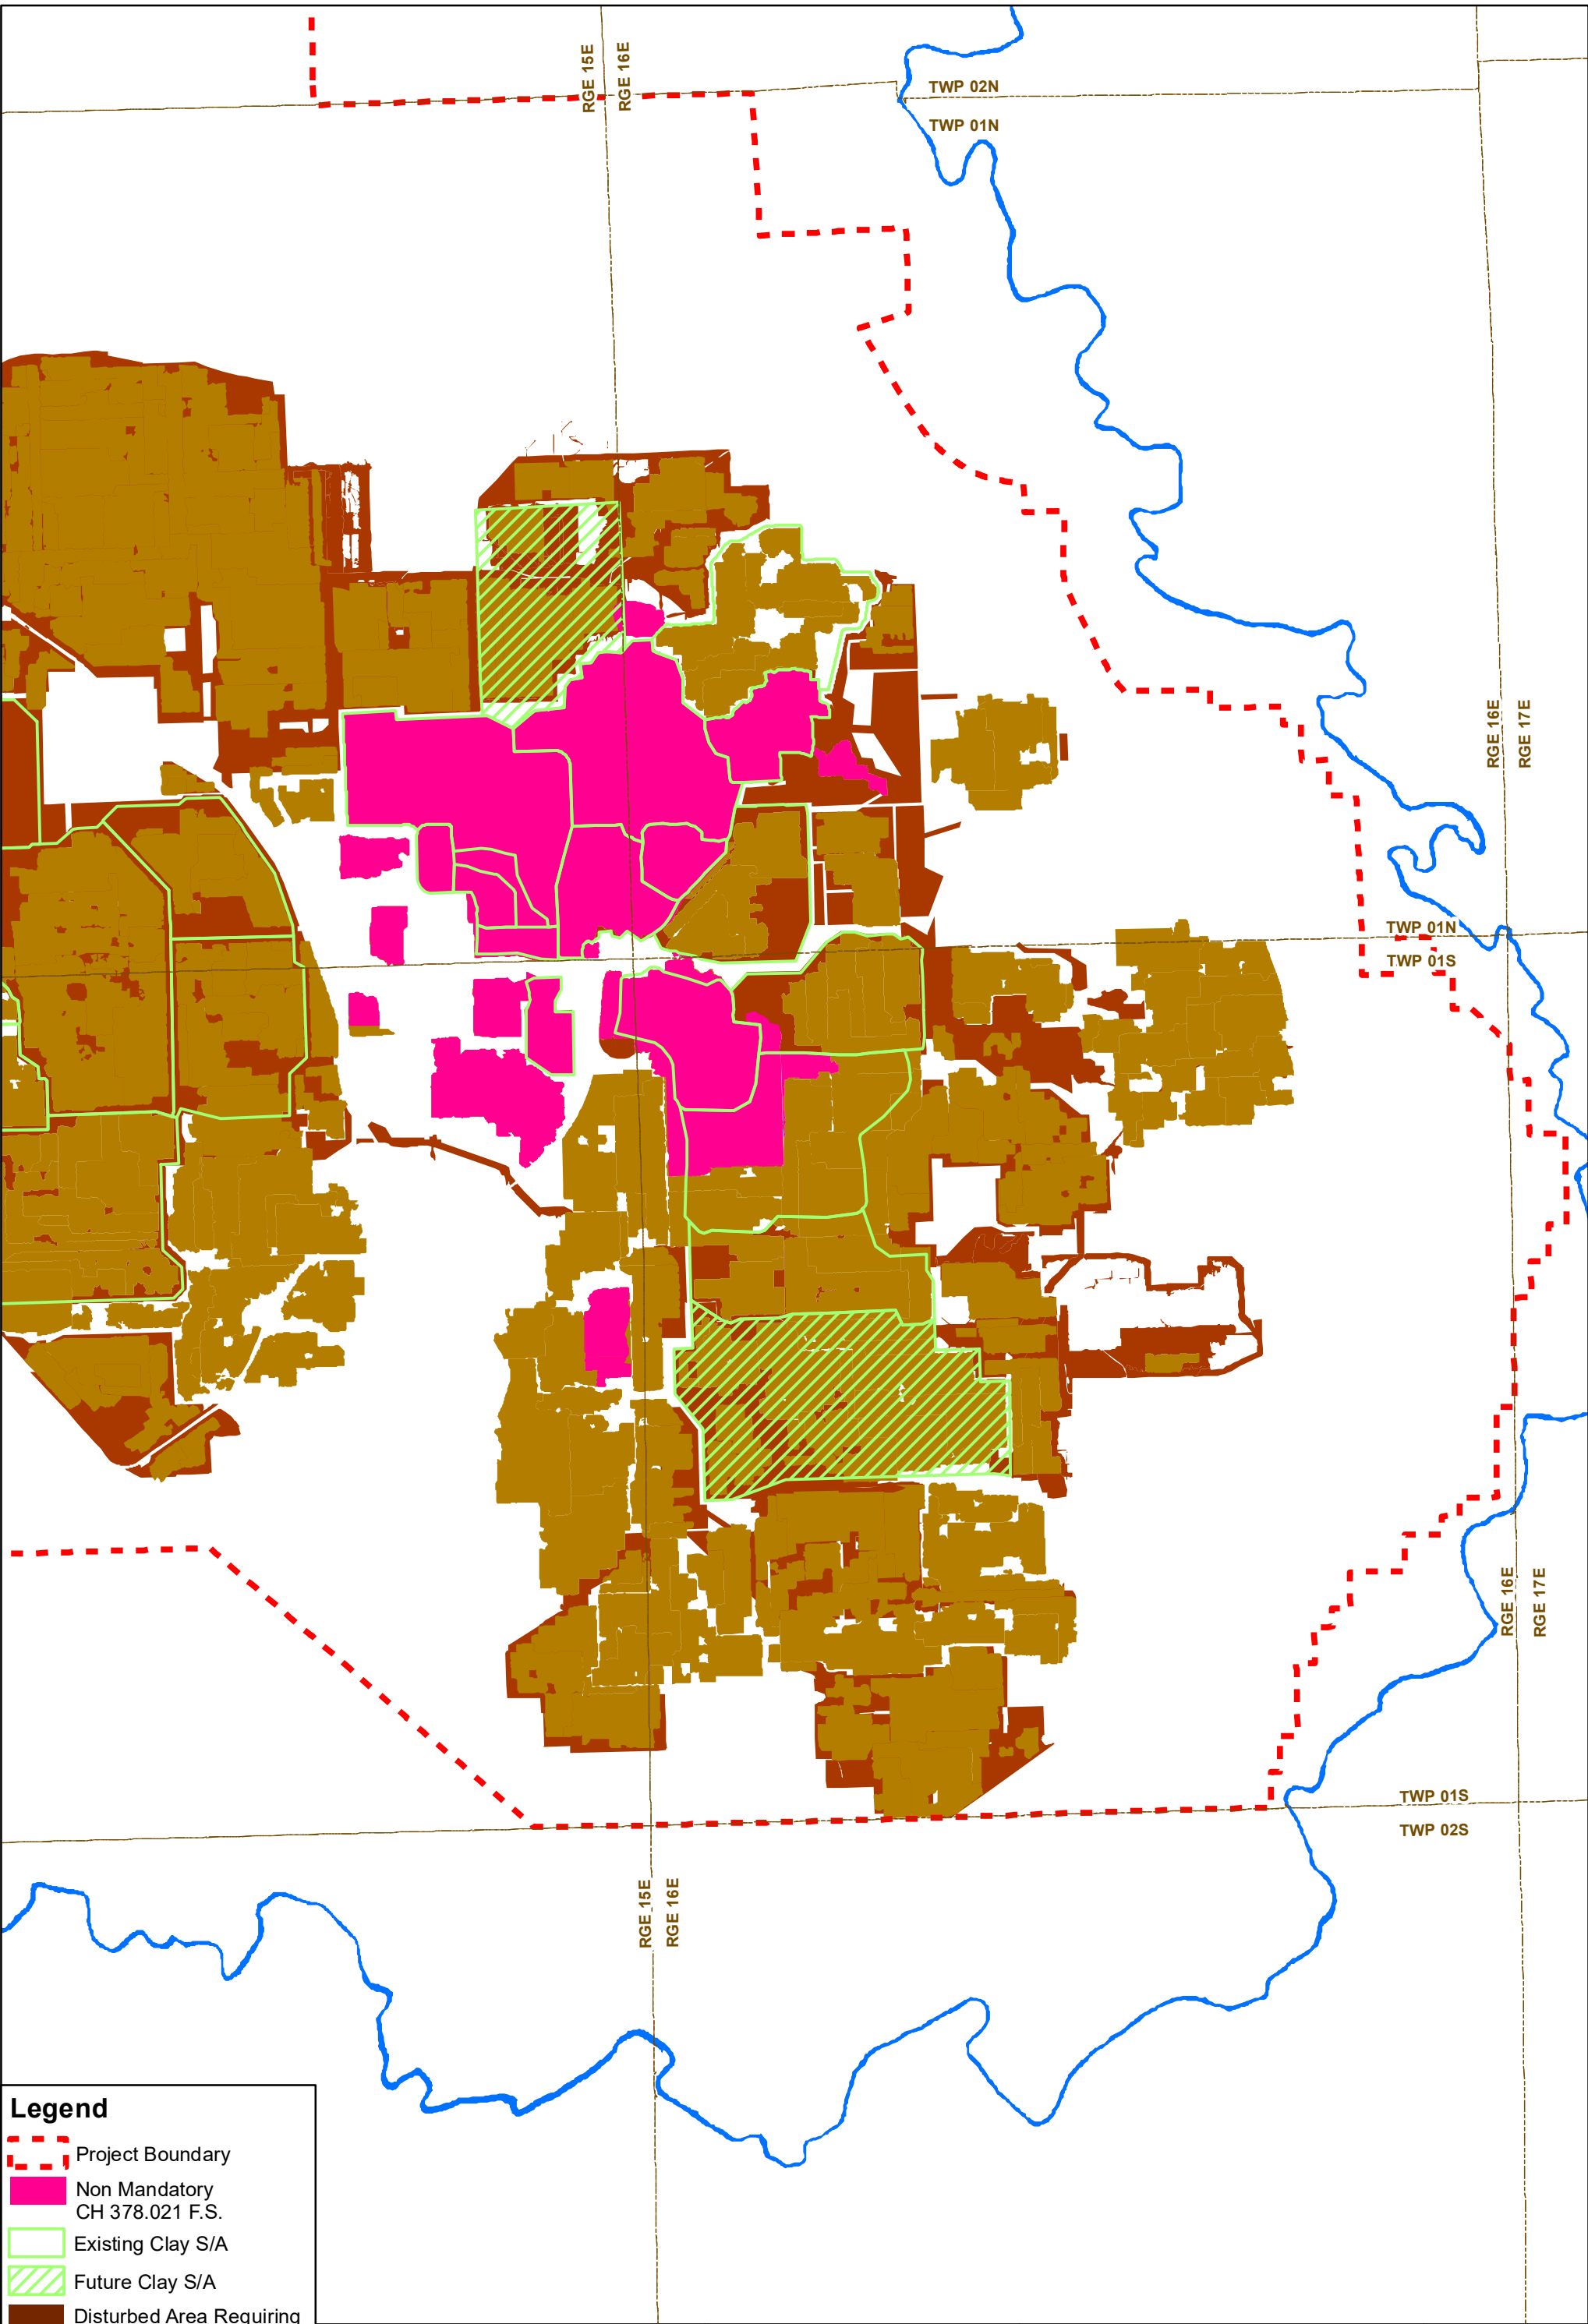 RGE 15E
RGE 16E
TWP 02N
TWP 01N
RGE 16E
RGE 17E
TWP 01N
TWP 01S
RGE 16E
RGE 17E
TWP 01S
TWP 02S
RGE 15E
RGE 16E
Legend
Project Boundary
Non Mandatory
CH 378.021 F.S.
Existing Clay S/A
Future Clay S/A
Disturbed Area Requiring